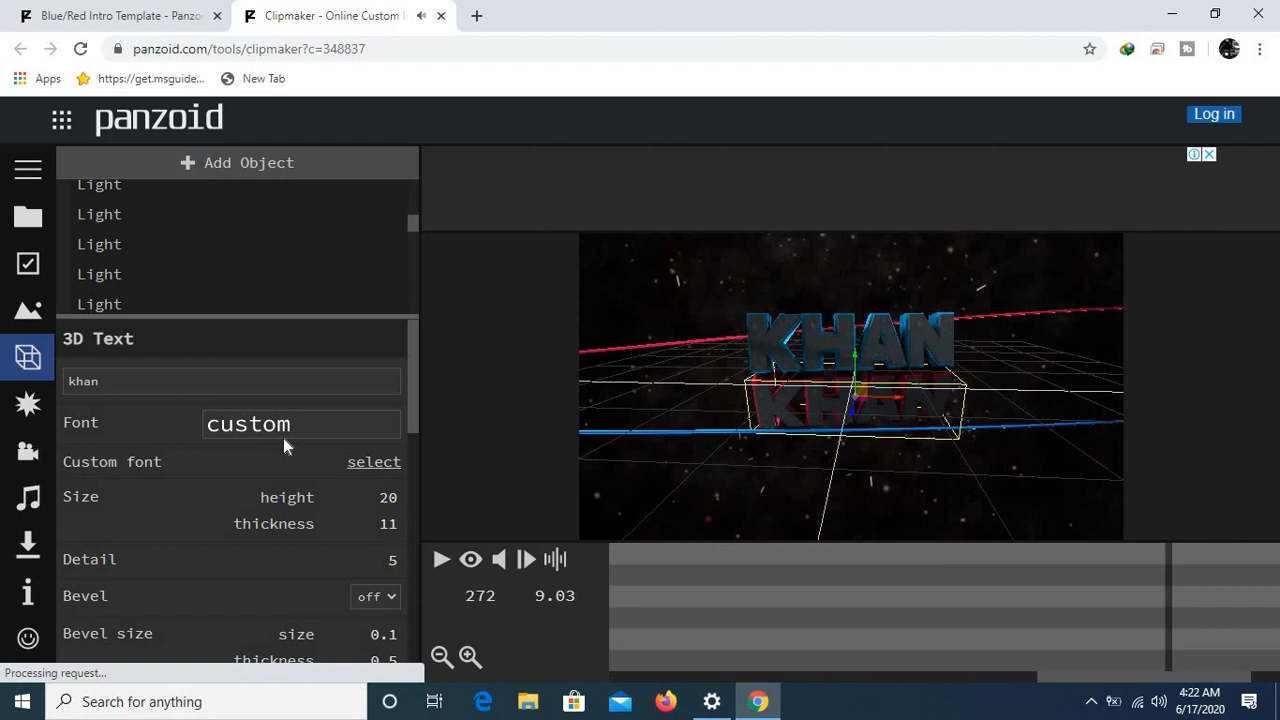 Blue/Red Intro Template - Panzo
Clipmaker - Online Custom I
panzoid.com/tools/clipmaker?c=348837
Apps
https://get.msguide...
New Tab
panzoid
Log in
Add Object
Light
Light
Light
Light
Light
3D Text
khan
Font
custom
Custom font
select
Size
height
20
thickness
11
Detail
5
Bevel
off
Bevel size
size
0.1
thickness
0.5
KHAN
KHAN
272
9.03
Processing request...
Search for anything
4:22 AM
6/17/2020